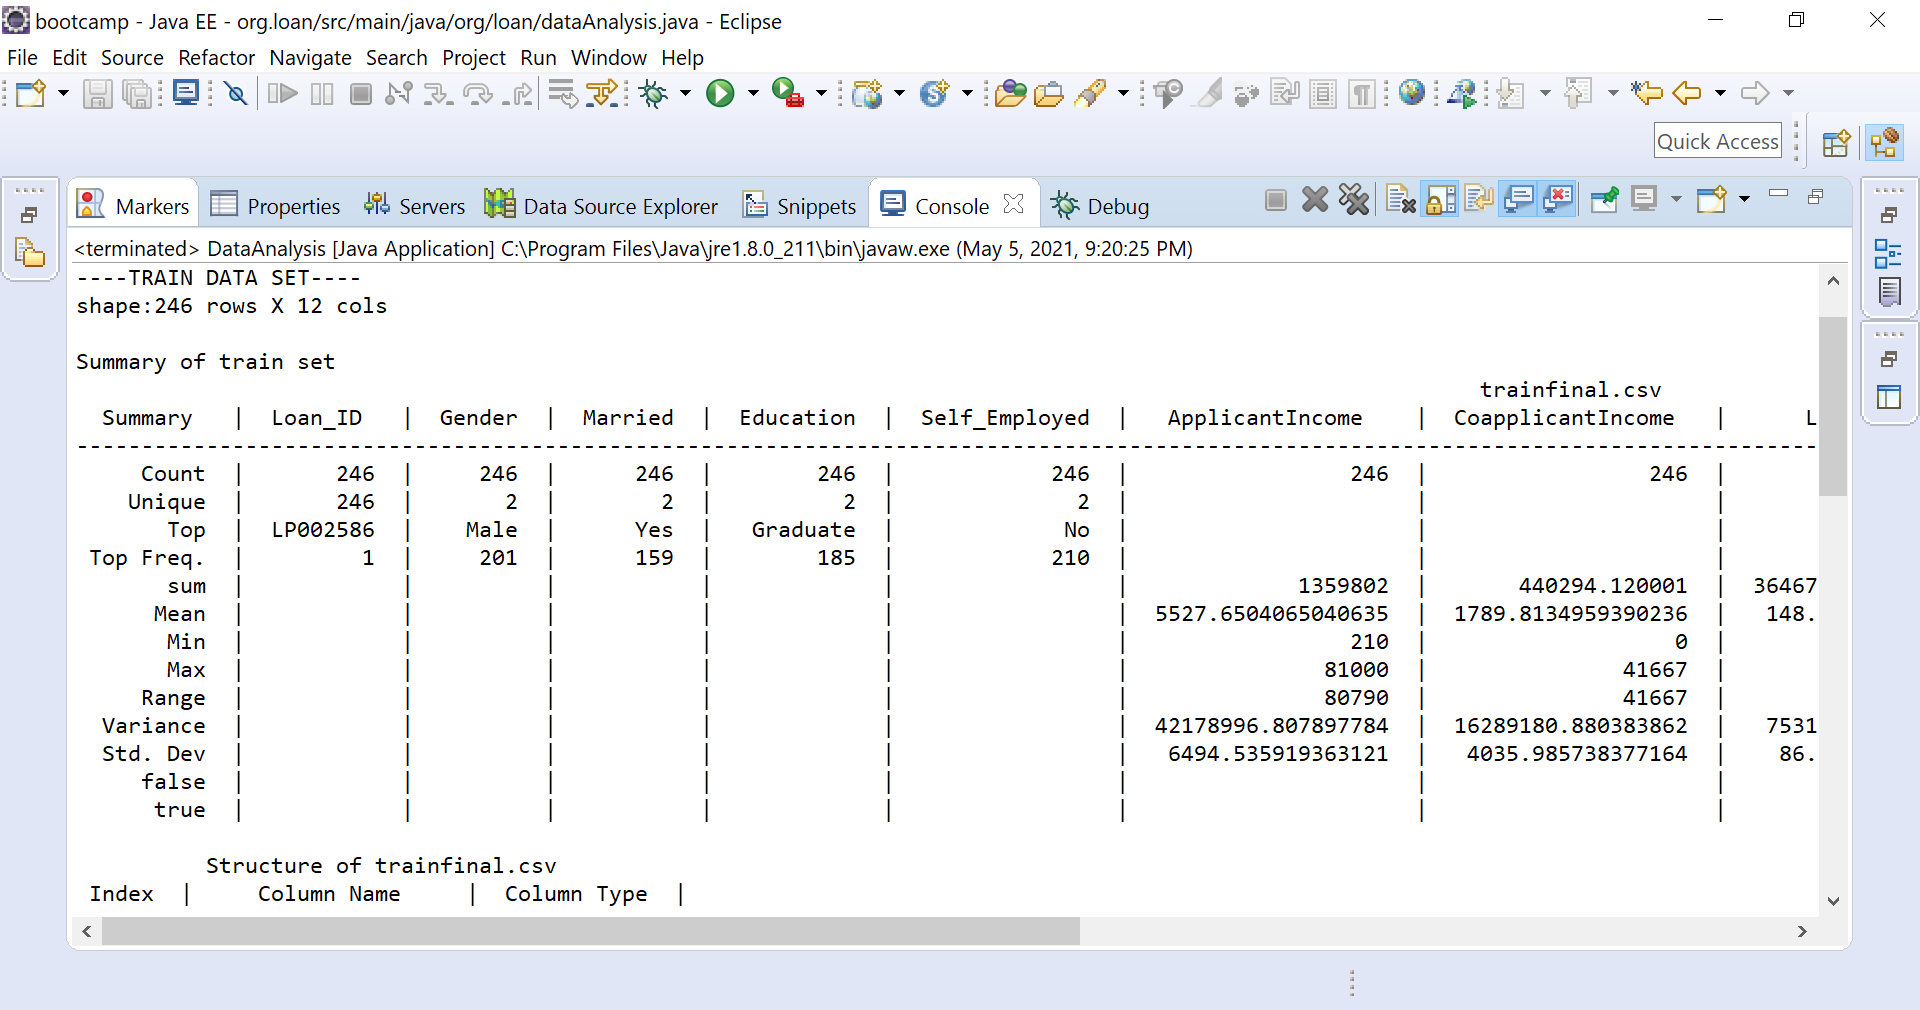 bootcamp - Java EE - org.loan/src/main/java/org/loan/dataAnalysis.java - Eclipse
File Edit Source Refactor Navigate Search Project Run Window Help
Quick Access
Markers Properties Servers Data Source Explorer Snippets Console Debug
<terminated> DataAnalysis [Java Application] C:\Program Files\Java\jre1.8.0_211\bin\javaw.exe (May 5, 2021, 9:20:25 PM)
----TRAIN DATA SET----
shape:246 rows X 12 cols
Summary of train set
trainfinal.csv
Summary | Loan_ID | Gender | Married | Education | Self_Employed | ApplicantIncome | CoapplicantIncome | L
Count | 246 | 246 | 246 | 246 | 246 | 246 | 246 |
Unique | 246 | 2 | 2 | 2 | 2 | | |
Top | LP002586 | Male | Yes | Graduate | No | | |
Top Freq. | 1 | 201 | 159 | 185 | 210 | | |
sum | | | | | | 1359802 | 440294.120001 | 36467
Mean | | | | | | 5527.6504065040635 | 1789.8134959390236 | 148.
Min | | | | | | 210 | 0 |
Max | | | | | | 81000 | 41667 |
Range | | | | | | 80790 | 41667 |
Variance | | | | | | 42178996.807897784 | 16289180.880383862 | 7531
Std. Dev | | | | | | 6494.535919363121 | 4035.985738377164 | 86.
false | | | | | | | |
true | | | | | | | |
Structure of trainfinal.csv
Index | Column Name | Column Type |